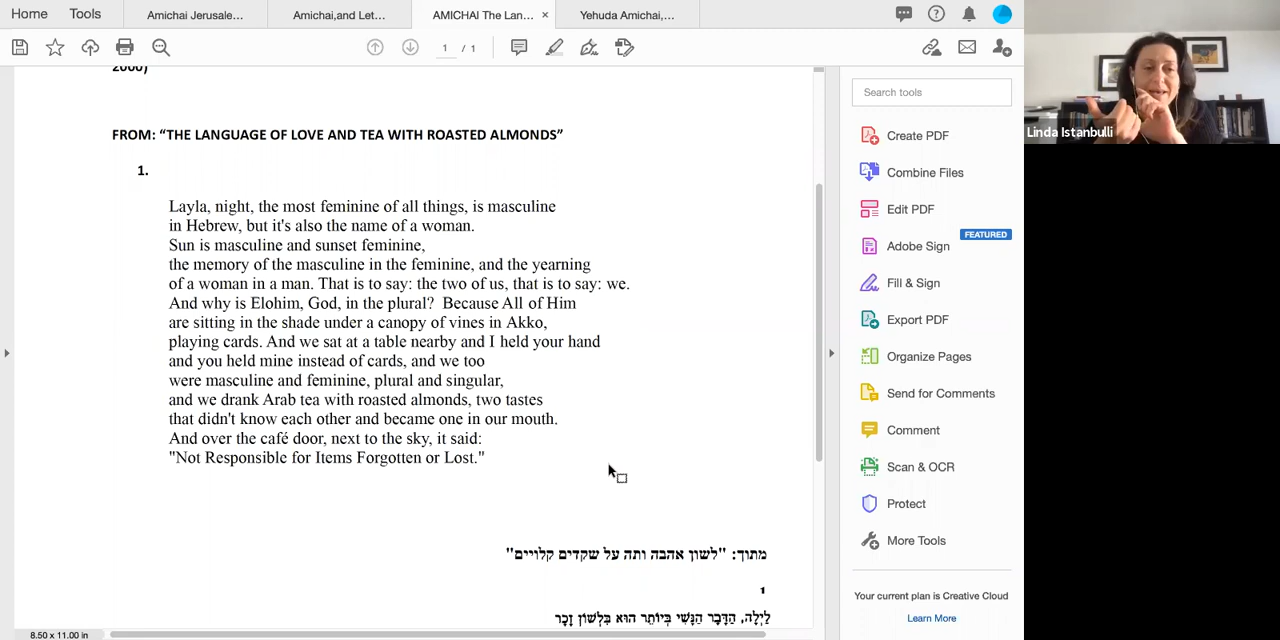 Home
Tools
Amichai Jerusale...
Amichai,and Let...
AMICHAI The Lan...
×
Yehuda Amichai,...
1 / 1
2000)
FROM: “THE LANGUAGE OF LOVE AND TEA WITH ROASTED ALMONDS”
1.
Layla, night, the most feminine of all things, is masculine
in Hebrew, but it's also the name of a woman.
Sun is masculine and sunset feminine,
the memory of the masculine in the feminine, and the yearning
of a woman in a man. That is to say: the two of us, that is to say: we.
And why is Elohim, God, in the plural?  Because All of Him
are sitting in the shade under a canopy of vines in Akko,
playing cards. And we sat at a table nearby and I held your hand
and you held mine instead of cards, and we too
were masculine and feminine, plural and singular,
and we drank Arab tea with roasted almonds, two tastes
that didn't know each other and became one in our mouth.
And over the café door, next to the sky, it said:
"Not Responsible for Items Forgotten or Lost."
מתוך: "לשון אהבה ותה על שקדים קלויים"
1
לַיְלָה, הַדָּבָר הַנָּשִׁי בְּיוֹתֵר הוּא בִּלְשׁוֹן זָכָר
8.50 x 11.00 in
Search tools
Create PDF
Combine Files
Edit PDF
FEATURED
Adobe Sign
Fill & Sign
Export PDF
Organize Pages
Send for Comments
Comment
Scan & OCR
Protect
More Tools
Your current plan is Creative Cloud
Learn More
Linda Istanbulli